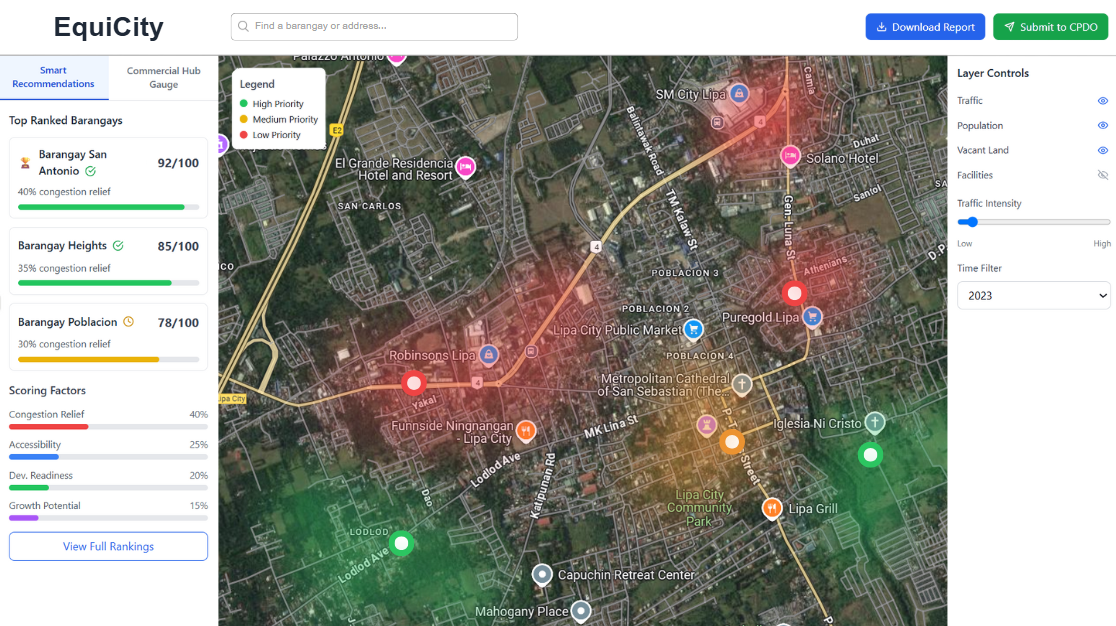 EquiCity
Find a barangay or address...
Download Report
Submit to CPDO
Smart
Recommendations
Commercial Hub
Gauge
Top Ranked Barangays
Barangay San
Antonio
92/100
40% congestion relief
Barangay Heights
85/100
35% congestion relief
Barangay Poblacion
78/100
30% congestion relief
Scoring Factors
Congestion Relief 40%
Accessibility 25%
Dev. Readiness 20%
Growth Potential 15%
View Full Rankings
Legend
High Priority
Medium Priority
Low Priority
Palazzo Antonio
E2
SM City Lipa
Camia
4
Balintawak Road
Duhat
El Grande Residencia
Hotel and Resort
Solano Hotel
SAN CARLOS
TM Kalaw St
Gen. Luna St
Santol
SA
4
D.P.
ICO
POBLACION 3
Athenians
POBLACION 2
Puregold Lipa
Lipa City Public Market
Robinsons Lipa
POBLACION 4
Metropolitan Cathedral
of San Sebastian (The...
4
Lipa City
Yakal
Funnside Ningnangan
- Lipa City
MK Lina St
Iglesia Ni Cristo
Lodlod Ave
Katipunan Rd
Street
Dao
Lipa City
Community
Park
Lipa Grill
LODLOD
Lodlod Ave
Capuchin Retreat Center
Mahogany Place
Layer Controls
Traffic
Population
Vacant Land
Facilities
Traffic Intensity
Low High
Time Filter
2023